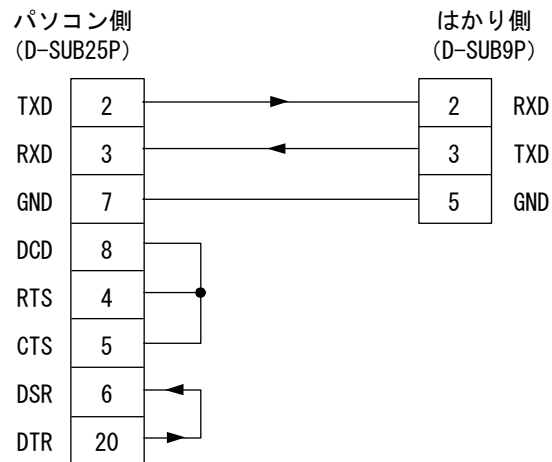 パソコン側 はかり側
(D-SUB25P) (D-SUB9P)
TXD 2 2 RXD
RXD 3 3 TXD
GND 7 5 GND
DCD 8
RTS 4
CTS 5
DSR 6
DTR 20